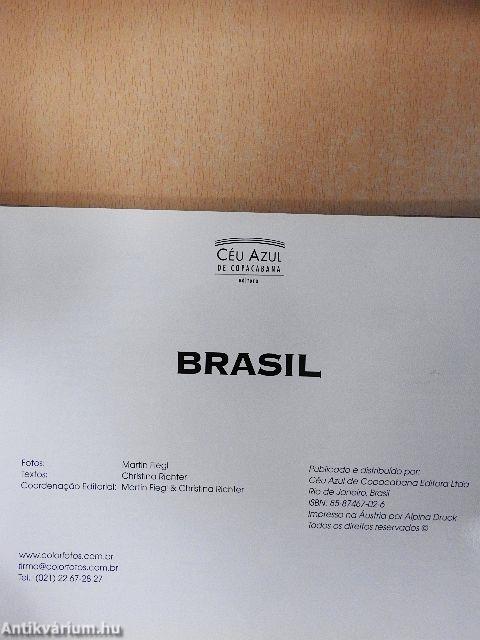 CÉU AZUL
DE COPACABANA
editora
BRASIL
Fotos: Martin Fiegl
Textos: Christina Richter
Coordenação Editorial: Martin Fiegl & Christina Richter
Publicado e distribuído por:
Céu Azul de Copacabana Editora Ltda
Rio de Janeiro, Brasil
ISBN: 85-87467-02-6
Impresso na Áustria por Alpina Druck
Todos os direitos reservados ©
www.colorfotos.com.br
firma@colorfotos.com.br
Tel. (021) 22 67-28 27
Antikvárium.hu